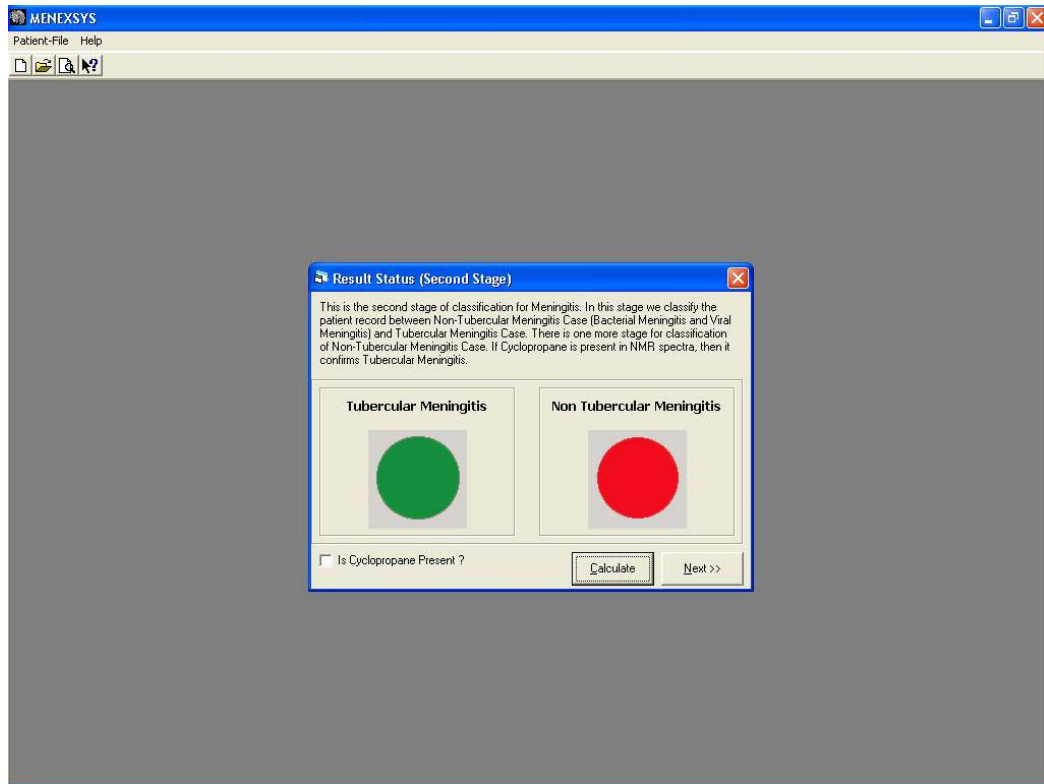 MENEXSYS
Patient-File Help
Result Status (Second Stage)
This is the second stage of classification for Meningitis. In this stage we classify the
patient record between Non-Tubercular Meningitis Case (Bacterial Meningitis and Viral
Meningitis) and Tubercular Meningitis Case. There is one more stage for classification
of Non-Tubercular Meningitis Case. If Cyclopropane is present in NMR spectra, then it
confirms Tubercular Meningitis.
Tubercular Meningitis
Non Tubercular Meningitis
Is Cyclopropane Present ?
Calculate
Next >>